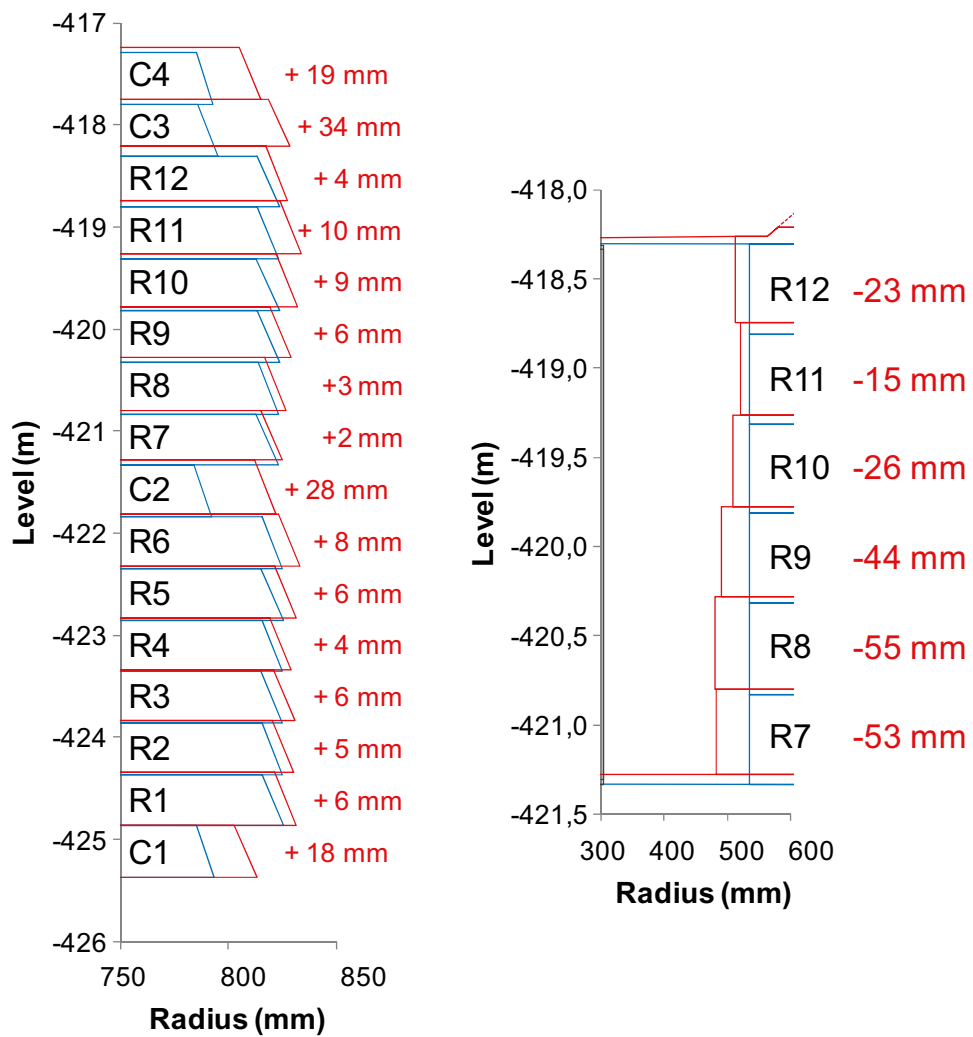 -417
C4 + 19 mm
-418
C3 + 34 mm
R12 + 4 mm
-419
R11 + 10 mm
R10 + 9 mm
-420
R9 + 6 mm
R8 +3 mm
-421
R7 +2 mm
C2 + 28 mm
-422
R6 + 8 mm
R5 + 6 mm
-423
R4 + 4 mm
R3 + 6 mm
-424
R2 + 5 mm
R1 + 6 mm
-425
C1 + 18 mm
-426
750 800 850
Level (m)
Radius (mm)
-418,0
-418,5
R12 -23 mm
-419,0
R11 -15 mm
-419,5
R10 -26 mm
-420,0
R9 -44 mm
-420,5
R8 -55 mm
-421,0
R7 -53 mm
-421,5
300 400 500 600
Level (m)
Radius (mm)